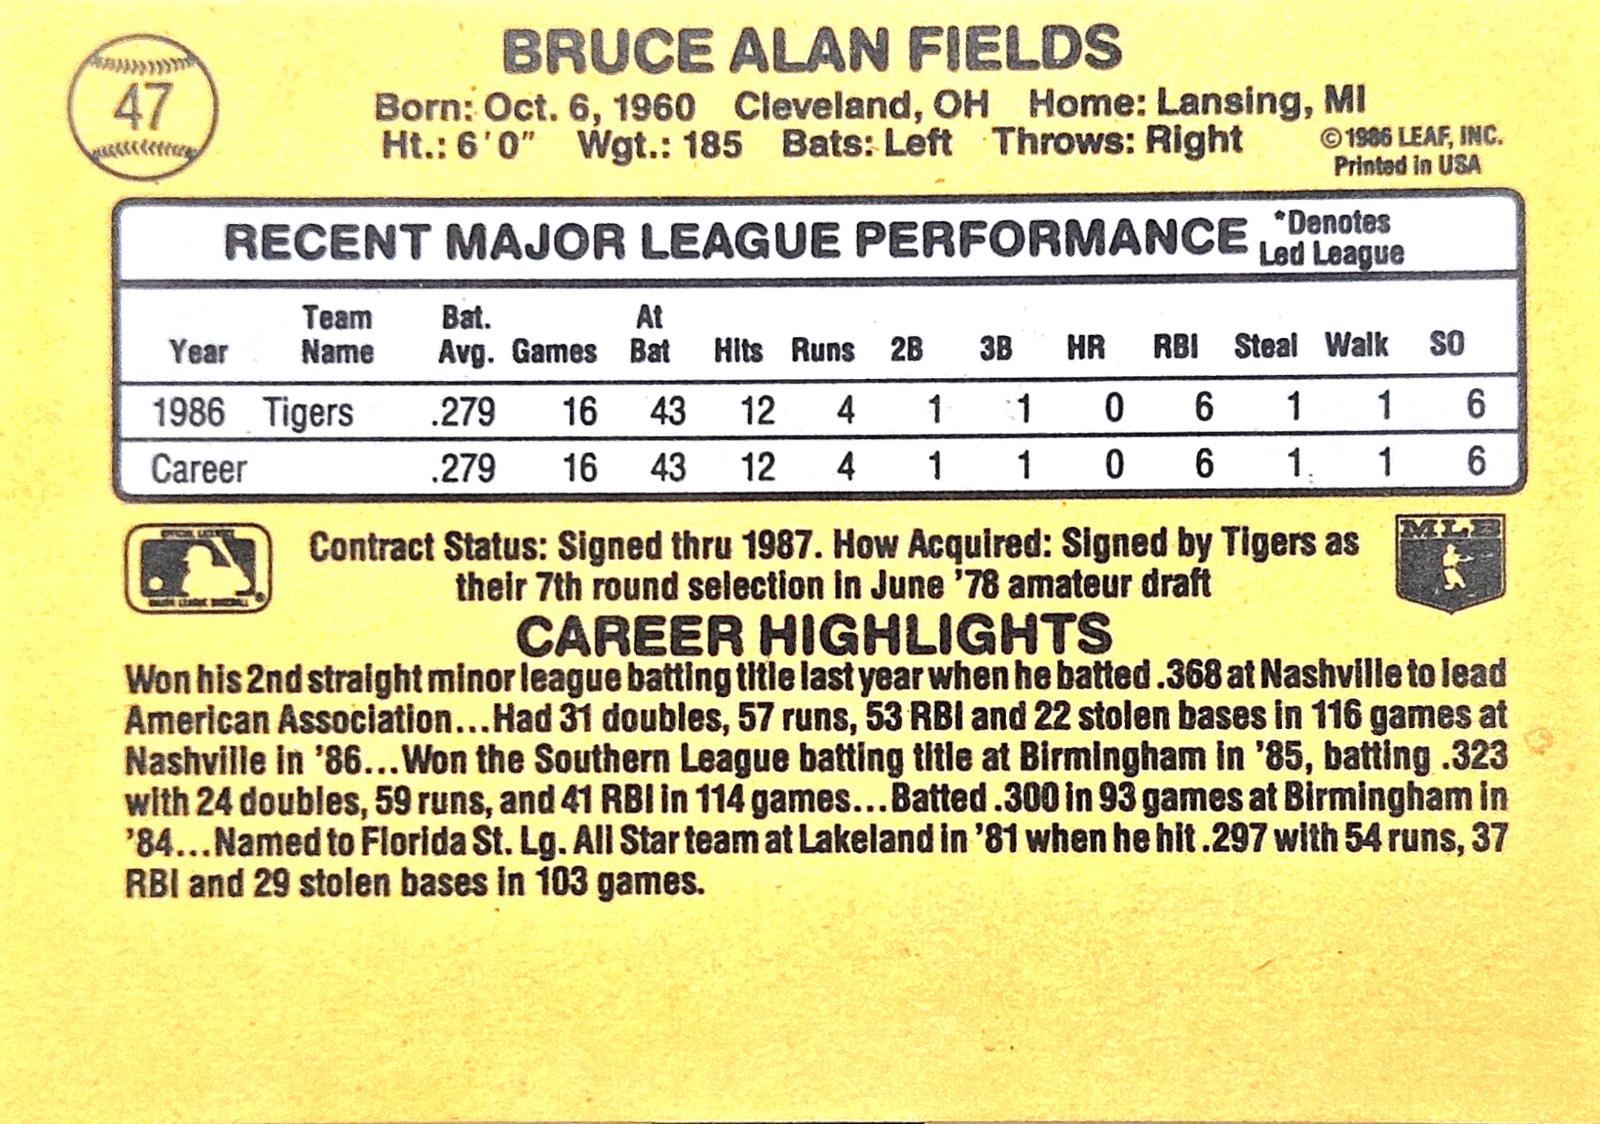 47
BRUCE ALAN FIELDS
Born: Oct. 6, 1960 Cleveland, OH Home: Lansing, MI
Ht.: 6'0" Wgt.: 185 Bats: Left Throws: Right
©1986 LEAF, INC.
Printed in USA
RECENT MAJOR LEAGUE PERFORMANCE *Denotes
Led League
Year Team Name Bat. Avg. Games At Bat Hits Runs 2B 3B HR RBI Steal Walk SO
1986 Tigers .279 16 43 12 4 1 1 0 6 1 1 6
Career .279 16 43 12 4 1 1 0 6 1 1 6
MLB
Contract Status: Signed thru 1987. How Acquired: Signed by Tigers as
their 7th round selection in June '78 amateur draft
CAREER HIGHLIGHTS
Won his 2nd straight minor league batting title last year when he batted .368 at Nashville to lead
American Association...Had 31 doubles, 57 runs, 53 RBI and 22 stolen bases in 116 games at
Nashville in '86...Won the Southern League batting title at Birmingham in '85, batting .323
with 24 doubles, 59 runs, and 41 RBI in 114 games...Batted .300 in 93 games at Birmingham in
'84...Named to Florida St. Lg. All Star team at Lakeland in '81 when he hit .297 with 54 runs, 37
RBI and 29 stolen bases in 103 games.